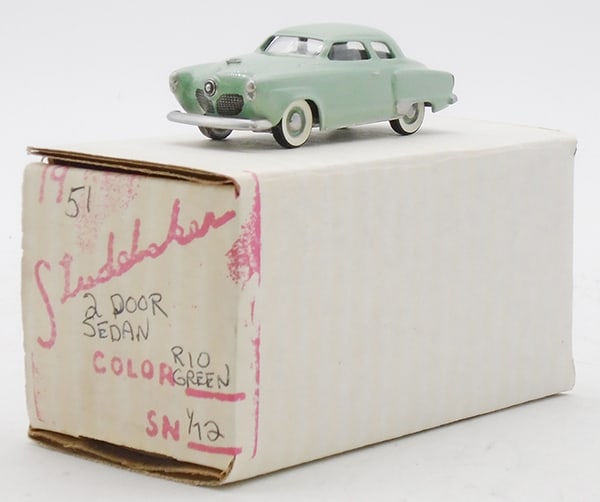 1951
Studebaker
2 DOOR
SEDAN
COLOR RIO
GREEN
SN 1/12